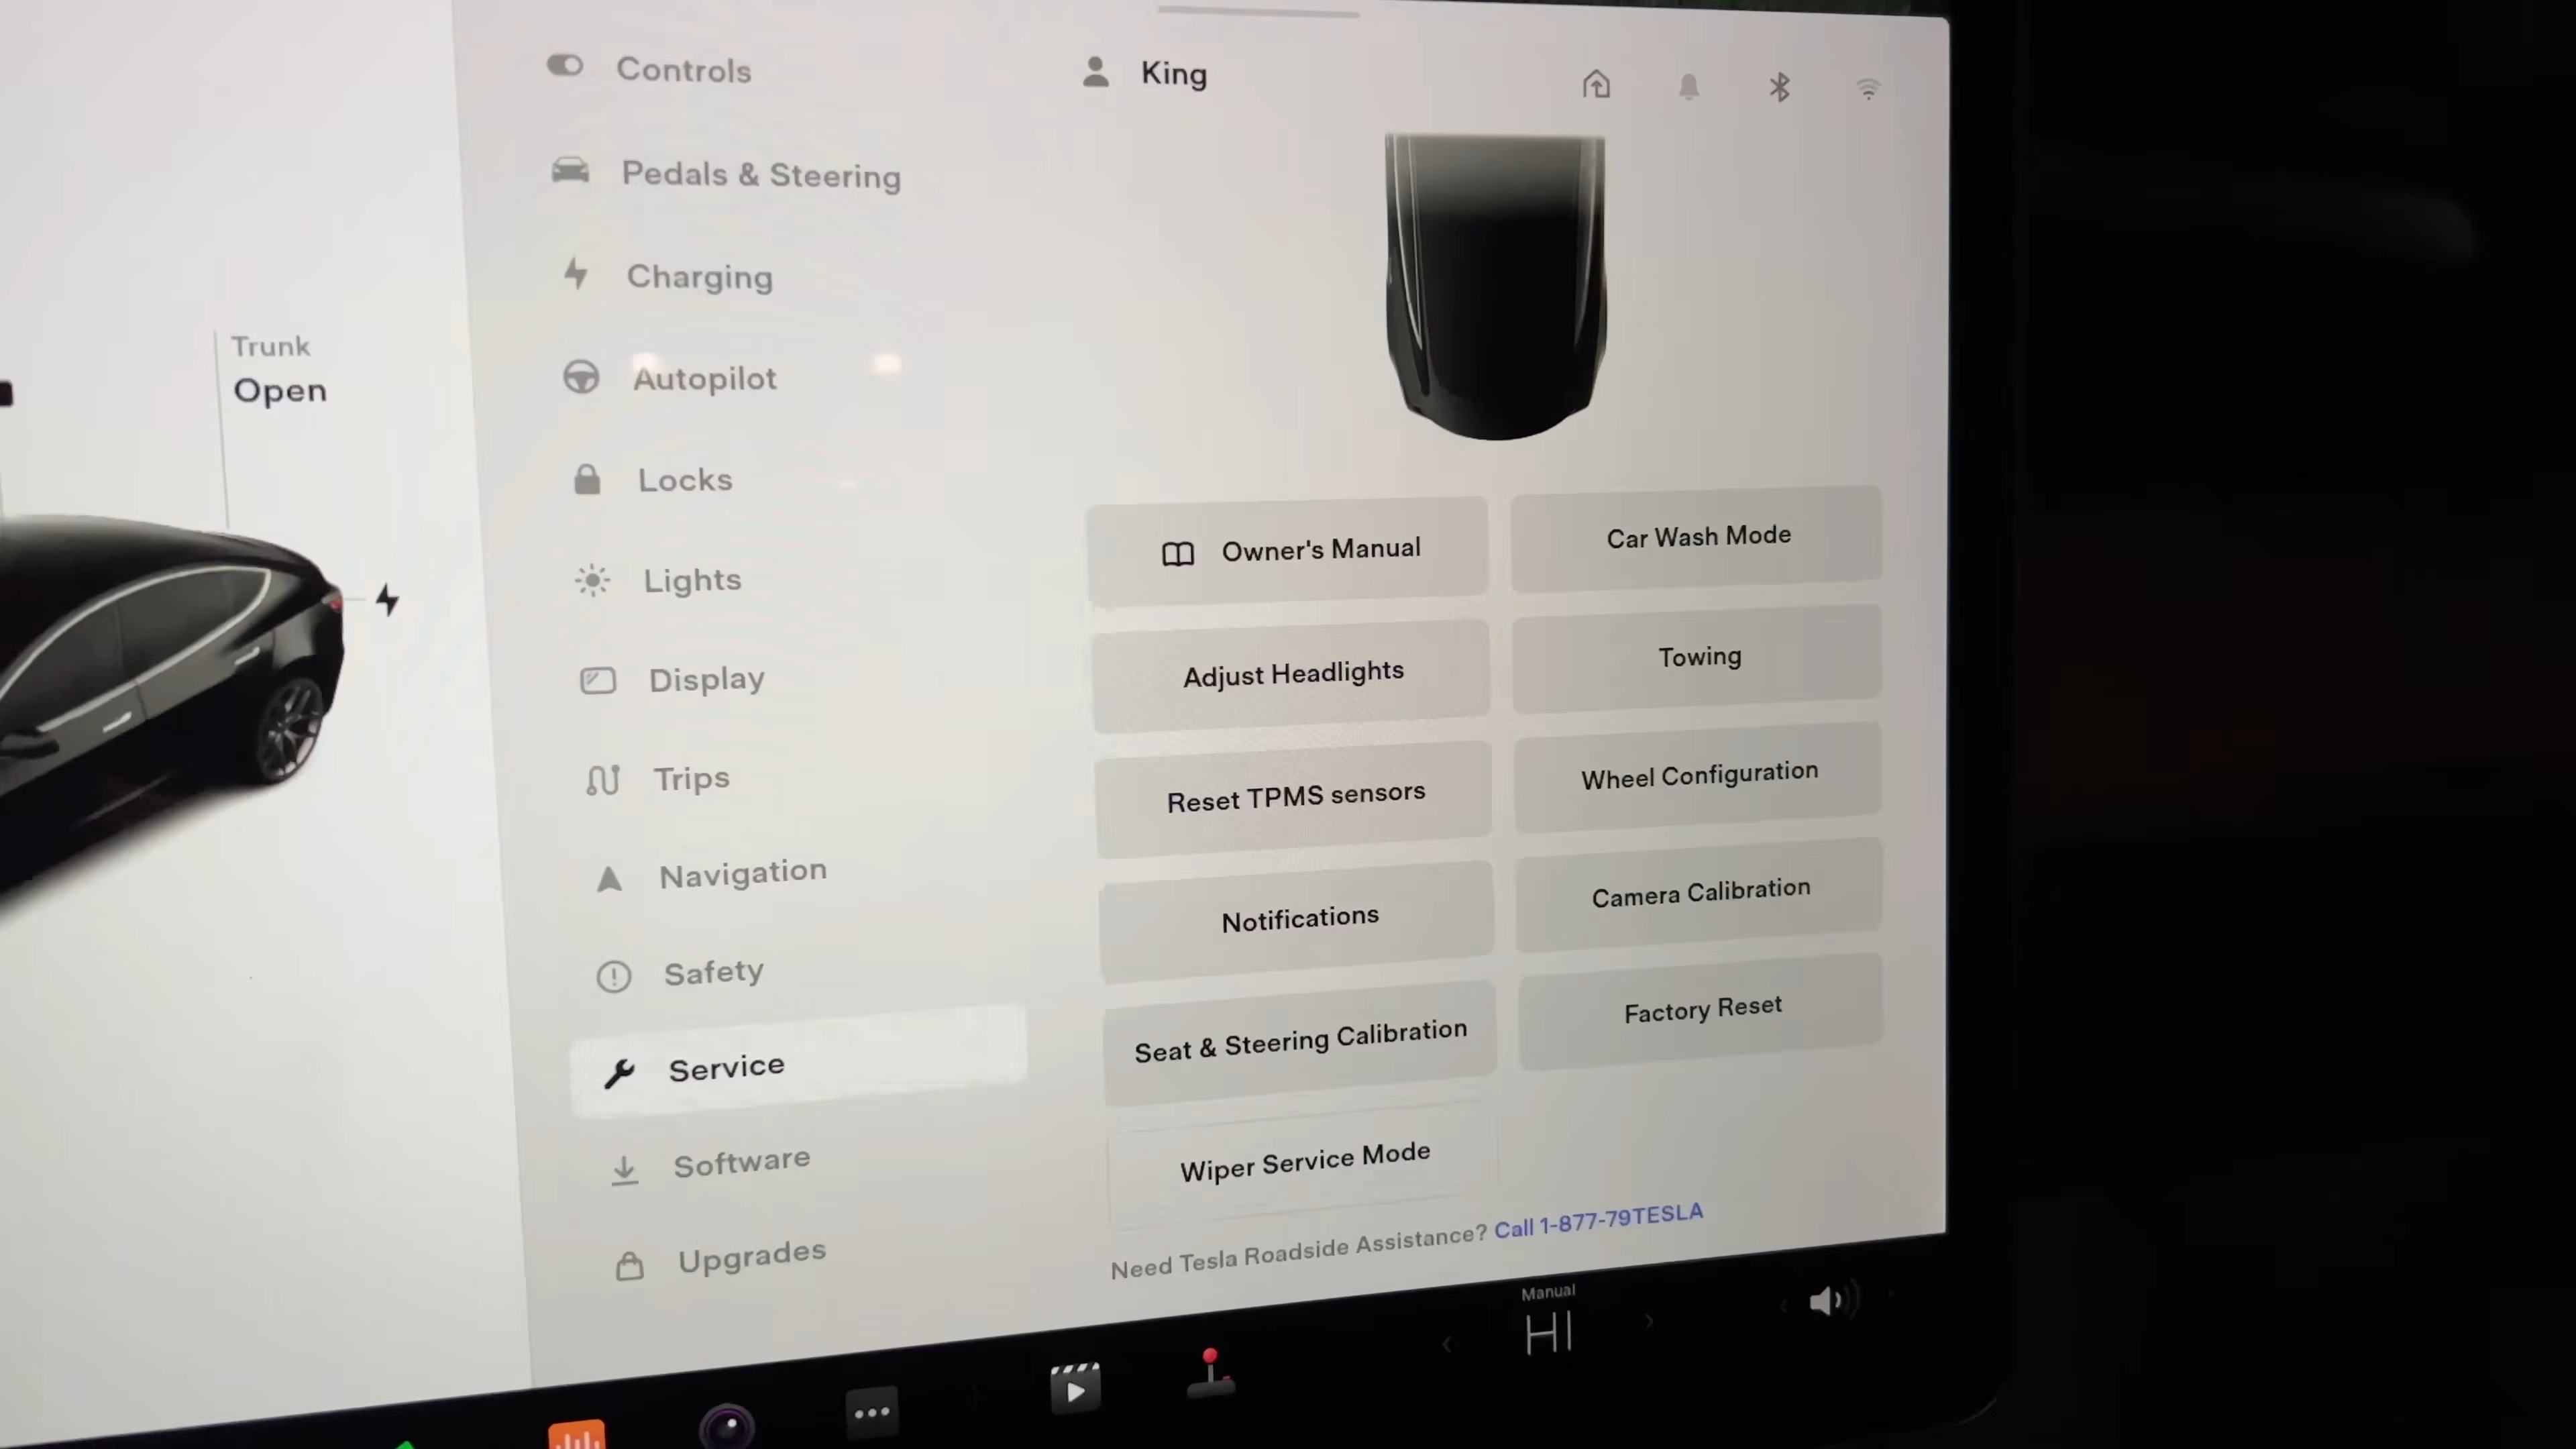 Trunk
Open
Controls
Pedals & Steering
Charging
Autopilot
Locks
Lights
Display
Trips
Navigation
Safety
Service
Software
Upgrades
King
Owner's Manual
Car Wash Mode
Adjust Headlights
Towing
Reset TPMS sensors
Wheel Configuration
Notifications
Camera Calibration
Seat & Steering Calibration
Factory Reset
Wiper Service Mode
Need Tesla Roadside Assistance? Call 1-877-79TESLA
Manual
HI